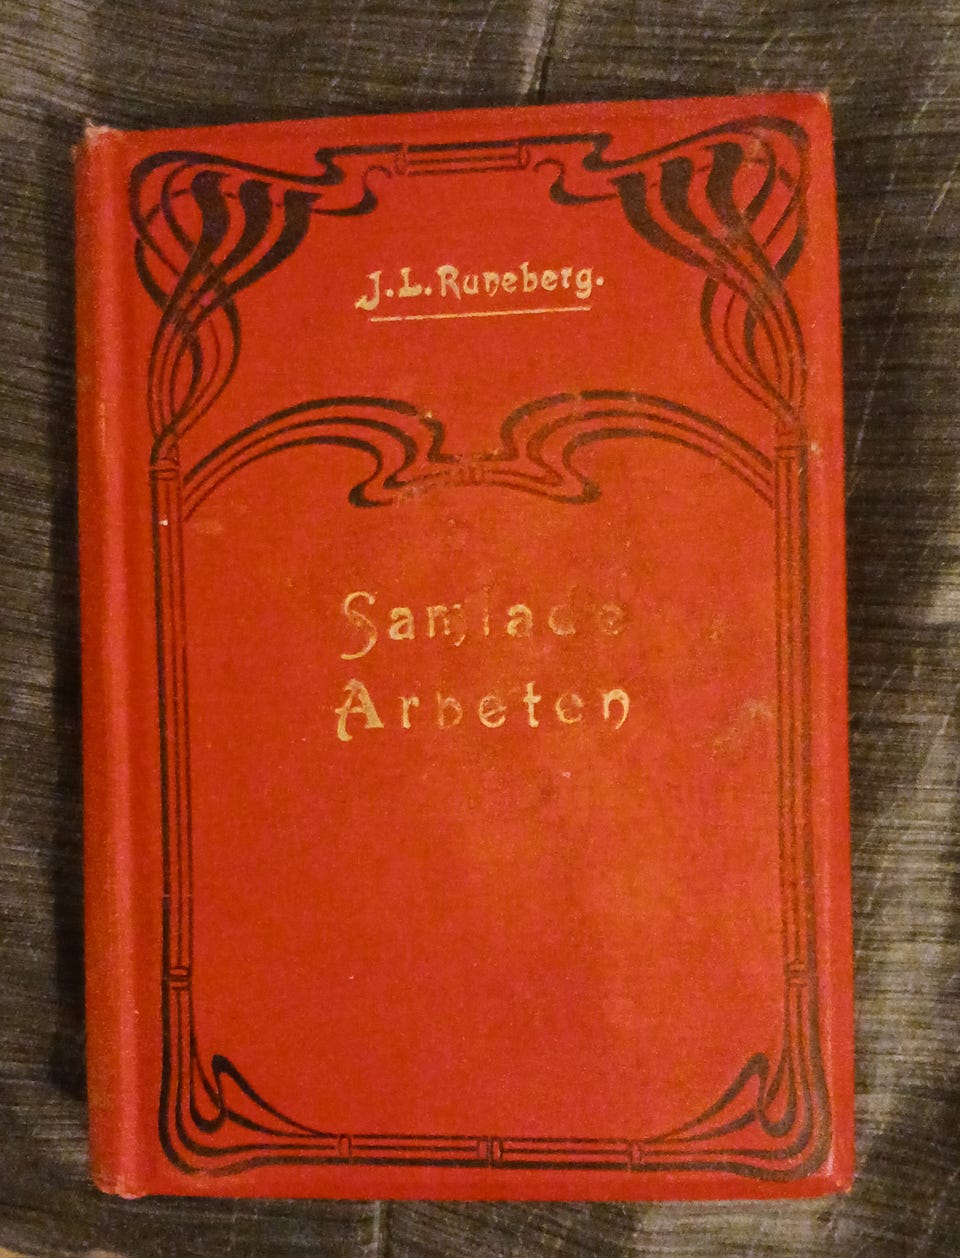 J. L. Runeberg.
Samlade
Arbeten